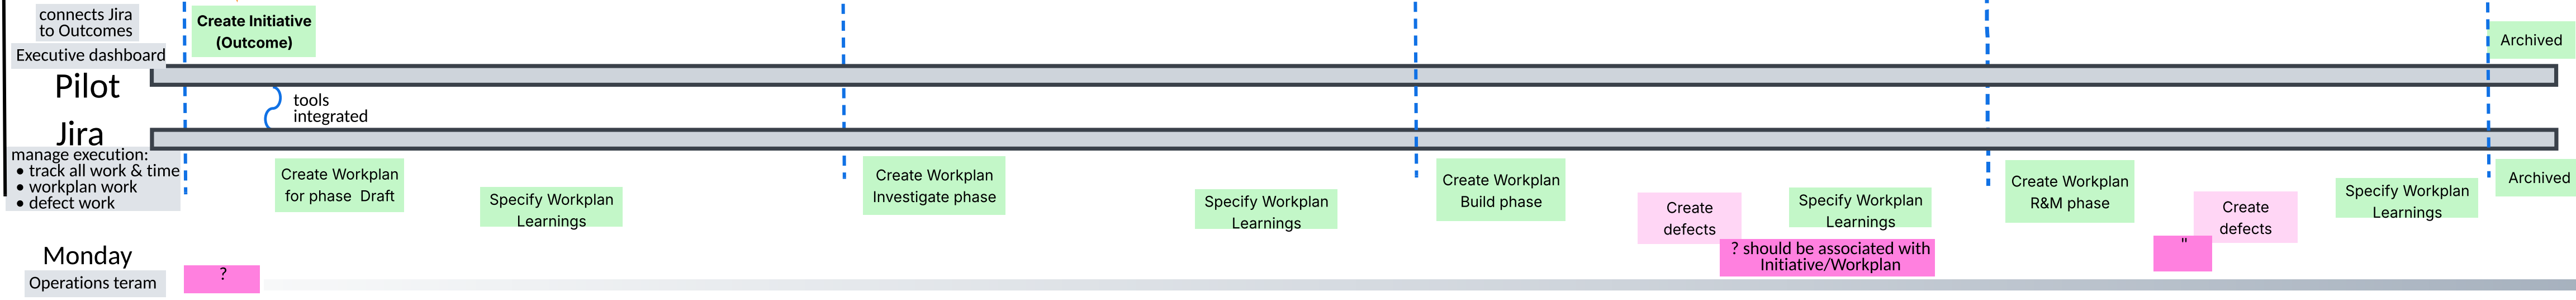 connects Jira
to Outcomes
Executive dashboard
Create Initiative
(Outcome)
Archived
Pilot
tools
integrated
Jira
manage execution:
• track all work & time
• workplan work
• defect work
Create Workplan
for phase Draft
Specify Workplan
Learnings
Create Workplan
Investigate phase
Specify Workplan
Learnings
Create Workplan
Build phase
Create
defects
Specify Workplan
Learnings
? should be associated with
Initiative/Workplan
Create Workplan
R&M phase
Create
defects
"
Specify Workplan
Learnings
Archived
Monday
Operations teram
?